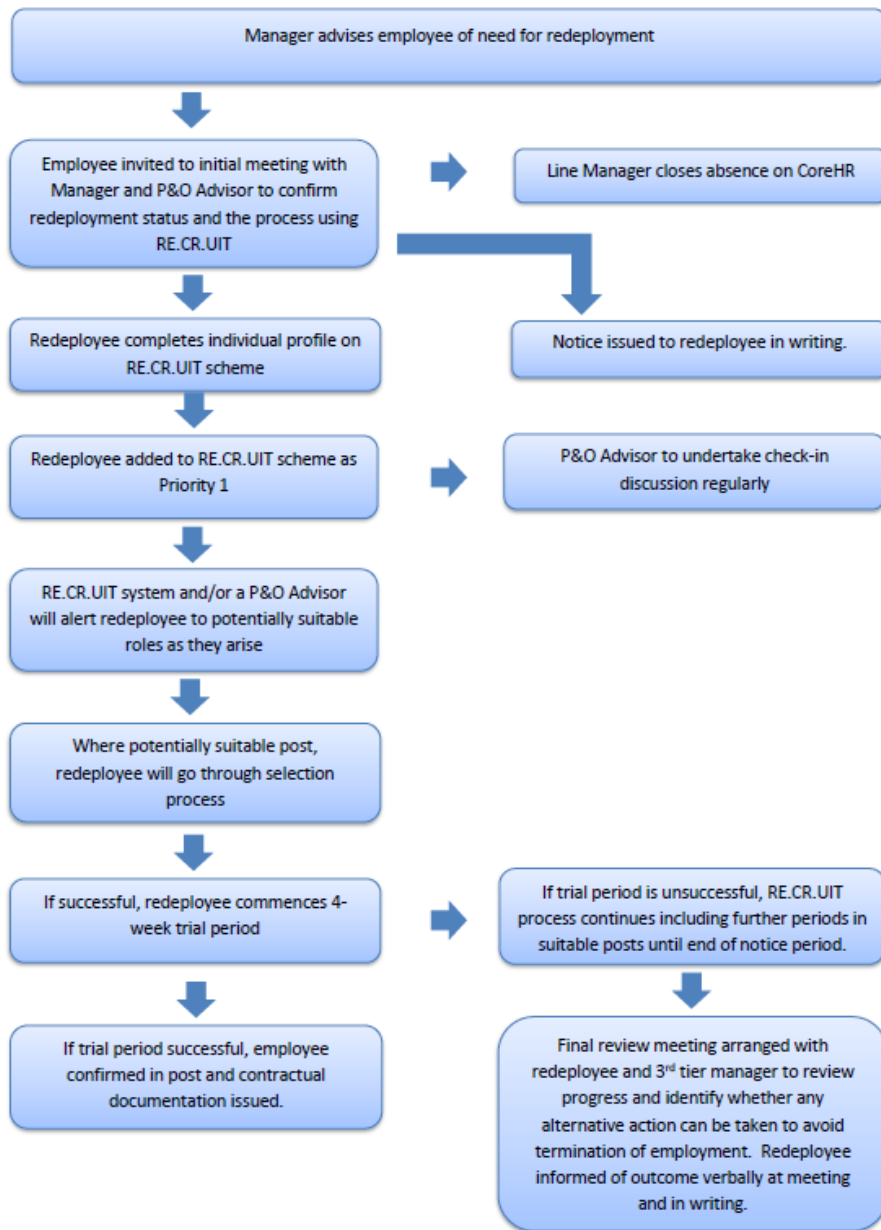 Manager advises employee of need for redeployment
Employee invited to initial meeting with
Manager and P&O Advisor to confirm
redeployment status and the process using
RE.CR.UIT
Line Manager closes absence on CoreHR
Redeployee completes individual profile on
RE.CR.UIT scheme
Notice issued to redeployee in writing.
Redeployee added to RE.CR.UIT scheme as
Priority 1
P&O Advisor to undertake check-in
discussion regularly
RE.CR.UIT system and/or a P&O Advisor
will alert redeployee to potentially suitable
roles as they arise
Where potentially suitable post,
redeployee will go through selection
process
If successful, redeployee commences 4-
week trial period
If trial period is unsuccessful, RE.CR.UIT
process continues including further periods in
suitable posts until end of notice period.
If trial period successful, employee
confirmed in post and contractual
documentation issued.
Final review meeting arranged with
redeployee and 3rd tier manager to review
progress and identify whether any
alternative action can be taken to avoid
termination of employment.  Redeployee
informed of outcome verbally at meeting
and in writing.